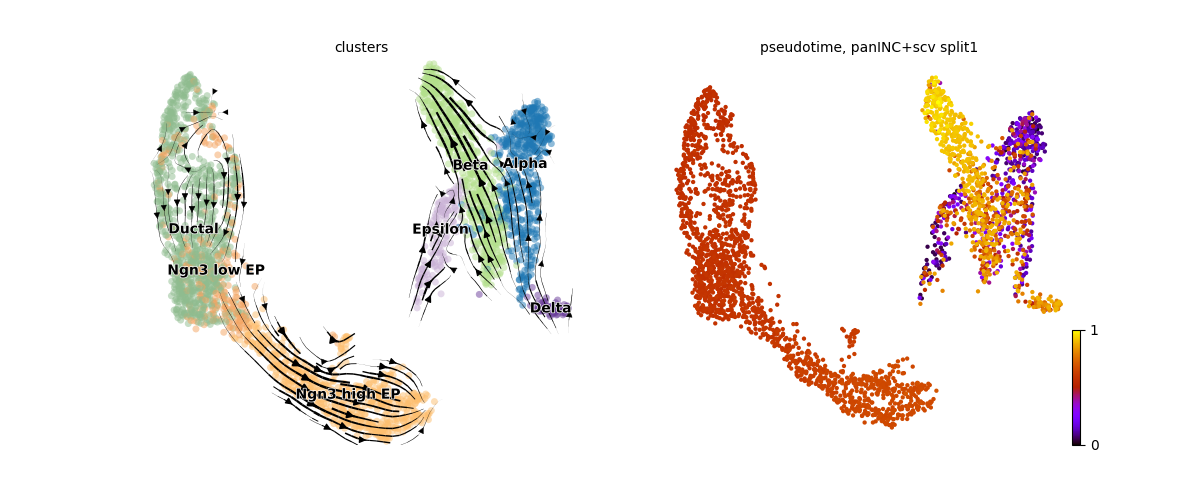 clusters
pseudotime, panINC+scv split1
Beta
Alpha
Ductal
Epsilon
Ngn3 low EP
Delta
Ngn3 high EP
1
0